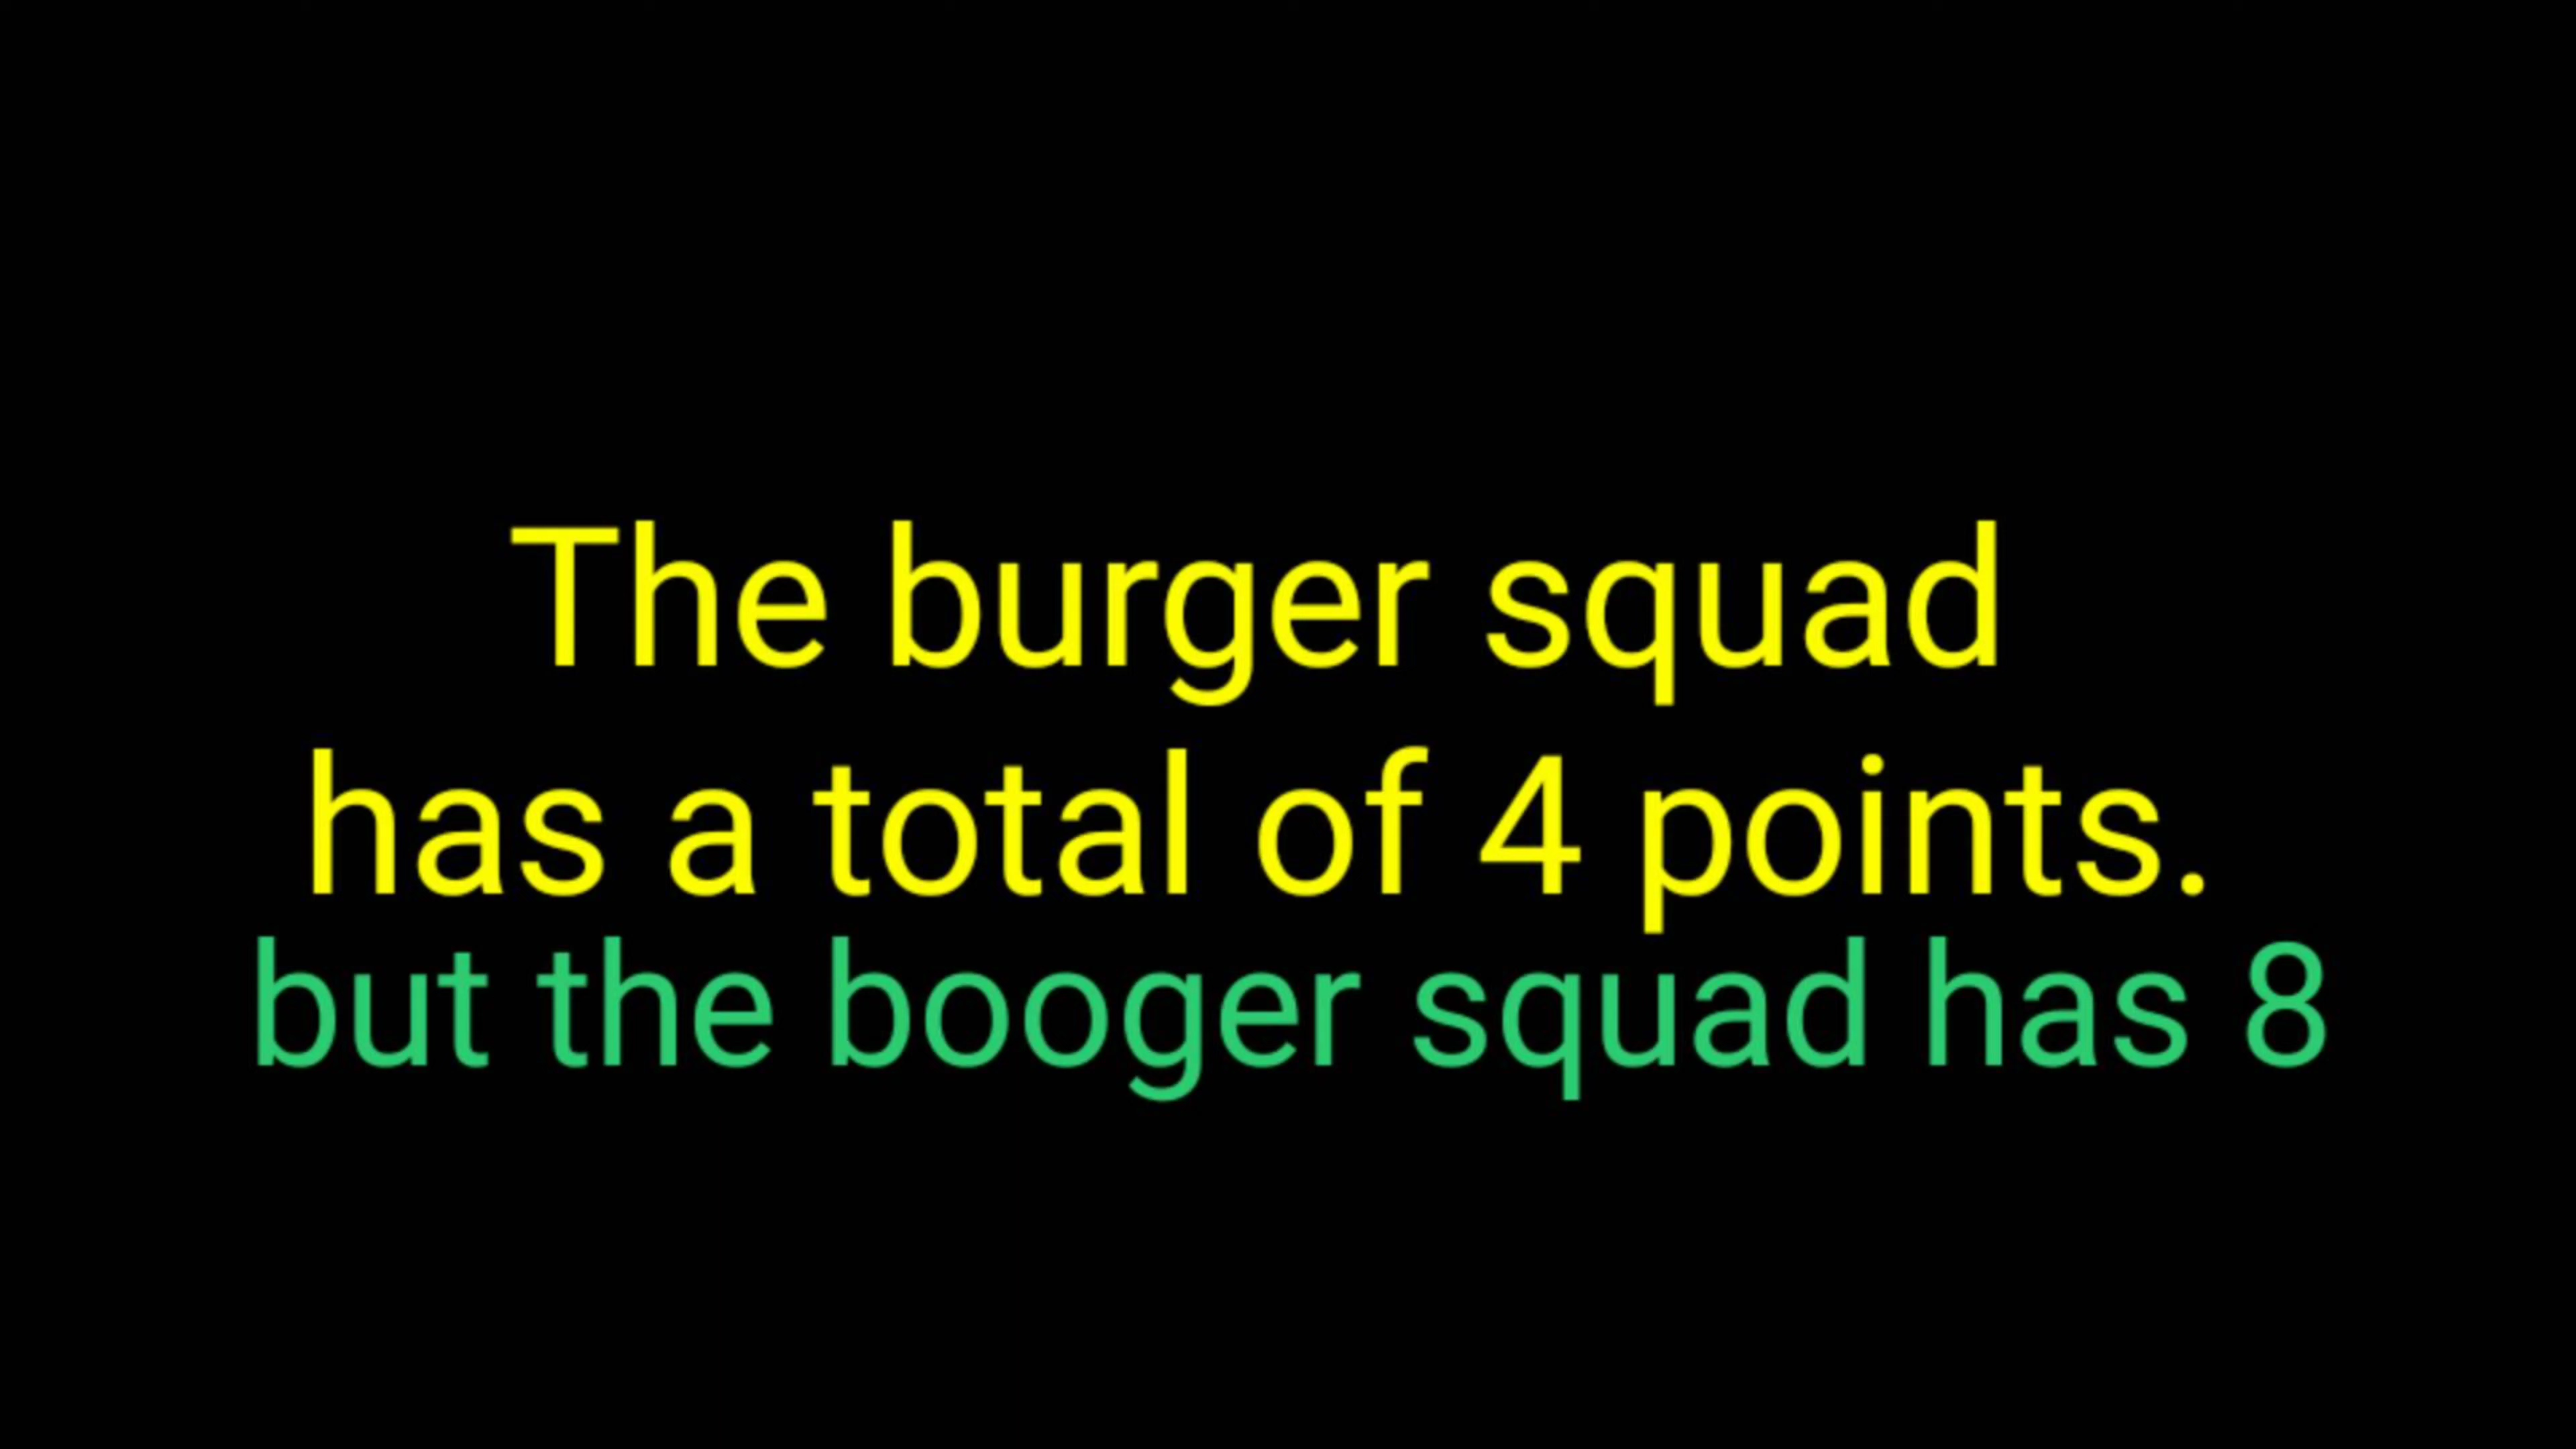 The burger squad
has a total of 4 points.
but the booger squad has 8